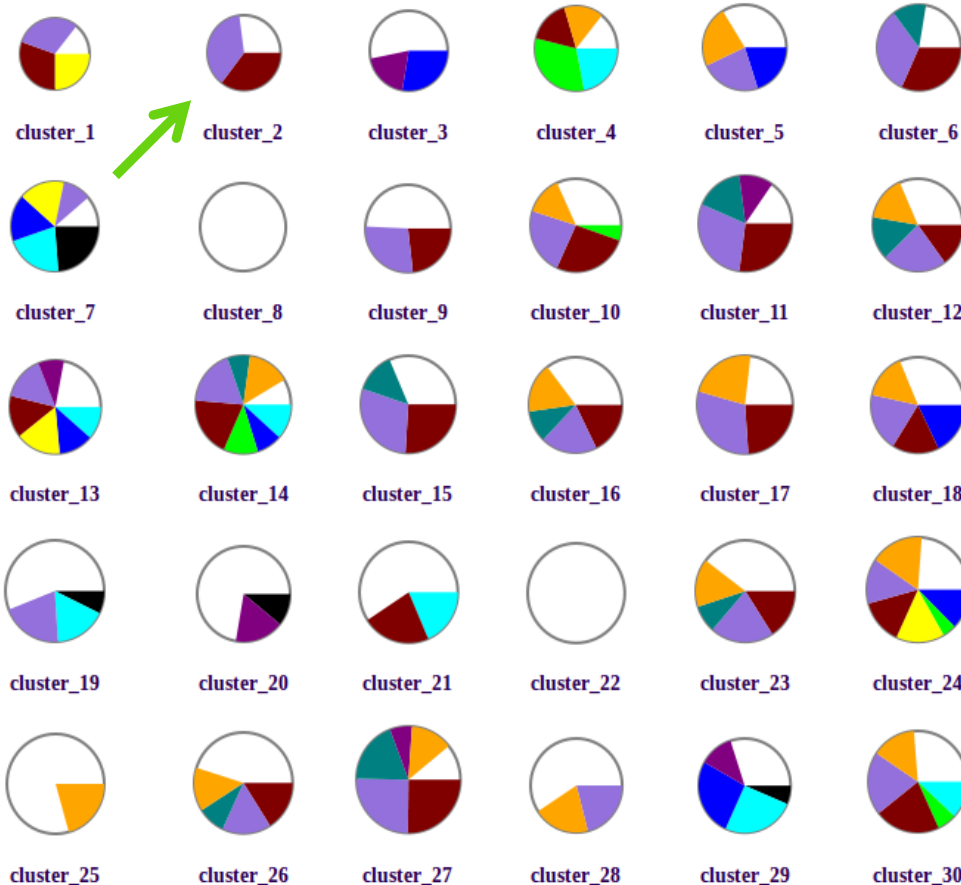 cluster_1 cluster_2 cluster_3 cluster_4 cluster_5 cluster_6
cluster_7 cluster_8 cluster_9 cluster_10 cluster_11 cluster_12
cluster_13 cluster_14 cluster_15 cluster_16 cluster_17 cluster_18
cluster_19 cluster_20 cluster_21 cluster_22 cluster_23 cluster_24
cluster_25 cluster_26 cluster_27 cluster_28 cluster_29 cluster_30